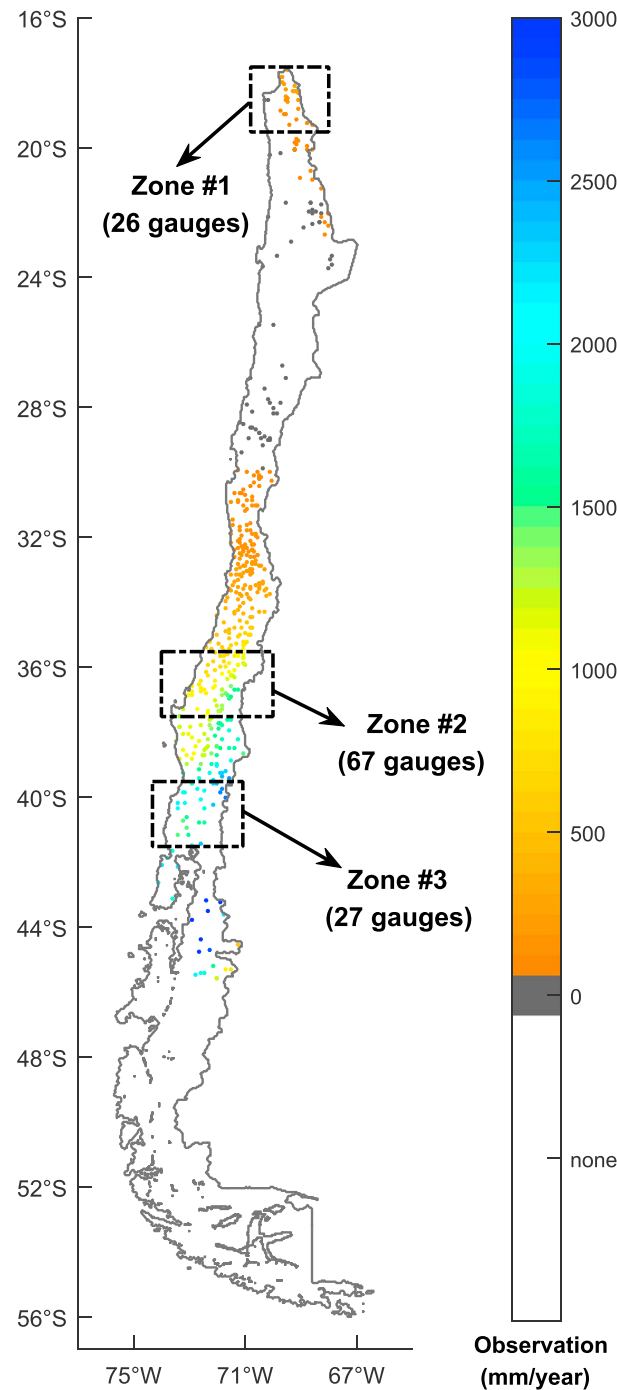 16°S
20°S
24°S
28°S
32°S
36°S
40°S
44°S
48°S
52°S
56°S
75°W
71°W
67°W
Zone #1
(26 gauges)
Zone #2
(67 gauges)
Zone #3
(27 gauges)
3000
2500
2000
1500
1000
500
0
none
Observation
(mm/year)